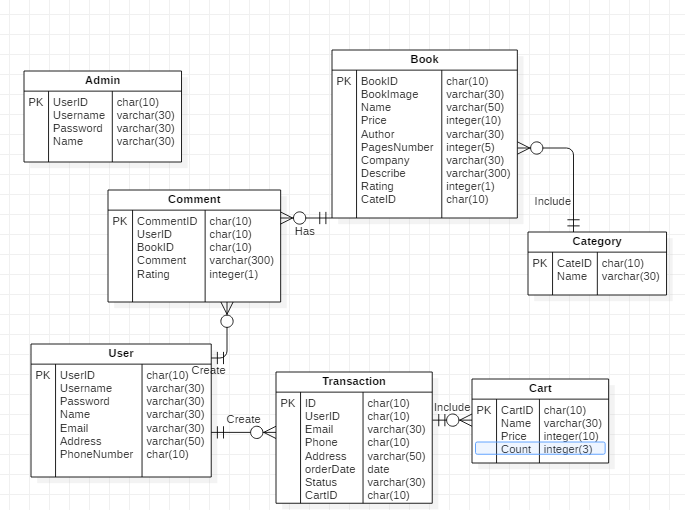 Admin
PK UserID char(10)
Username varchar(30)
Password varchar(30)
Name varchar(30)
Book
PK BookID char(10)
BookImage varchar(30)
Name varchar(50)
Price integer(10)
Author varchar(30)
PagesNumber integer(5)
Company varchar(30)
Describe varchar(300)
Rating integer(1)
CateID char(10)
Include
Category
PK CateID char(10)
Name varchar(30)
Comment
PK CommentID char(10)
UserID char(10)
BookID char(10)
Comment varchar(300)
Rating integer(1)
Has
User
PK UserID char(10)
Username varchar(30)
Password varchar(30)
Name varchar(30)
Email varchar(30)
Address varchar(50)
PhoneNumber char(10)
Create
Create
Transaction
PK ID char(10)
UserID char(10)
Email varchar(30)
Phone char(10)
Address varchar(50)
orderDate date
Status varchar(30)
CartID char(10)
Include
Cart
PK CartID char(10)
Name varchar(30)
Price integer(10)
Count integer(3)